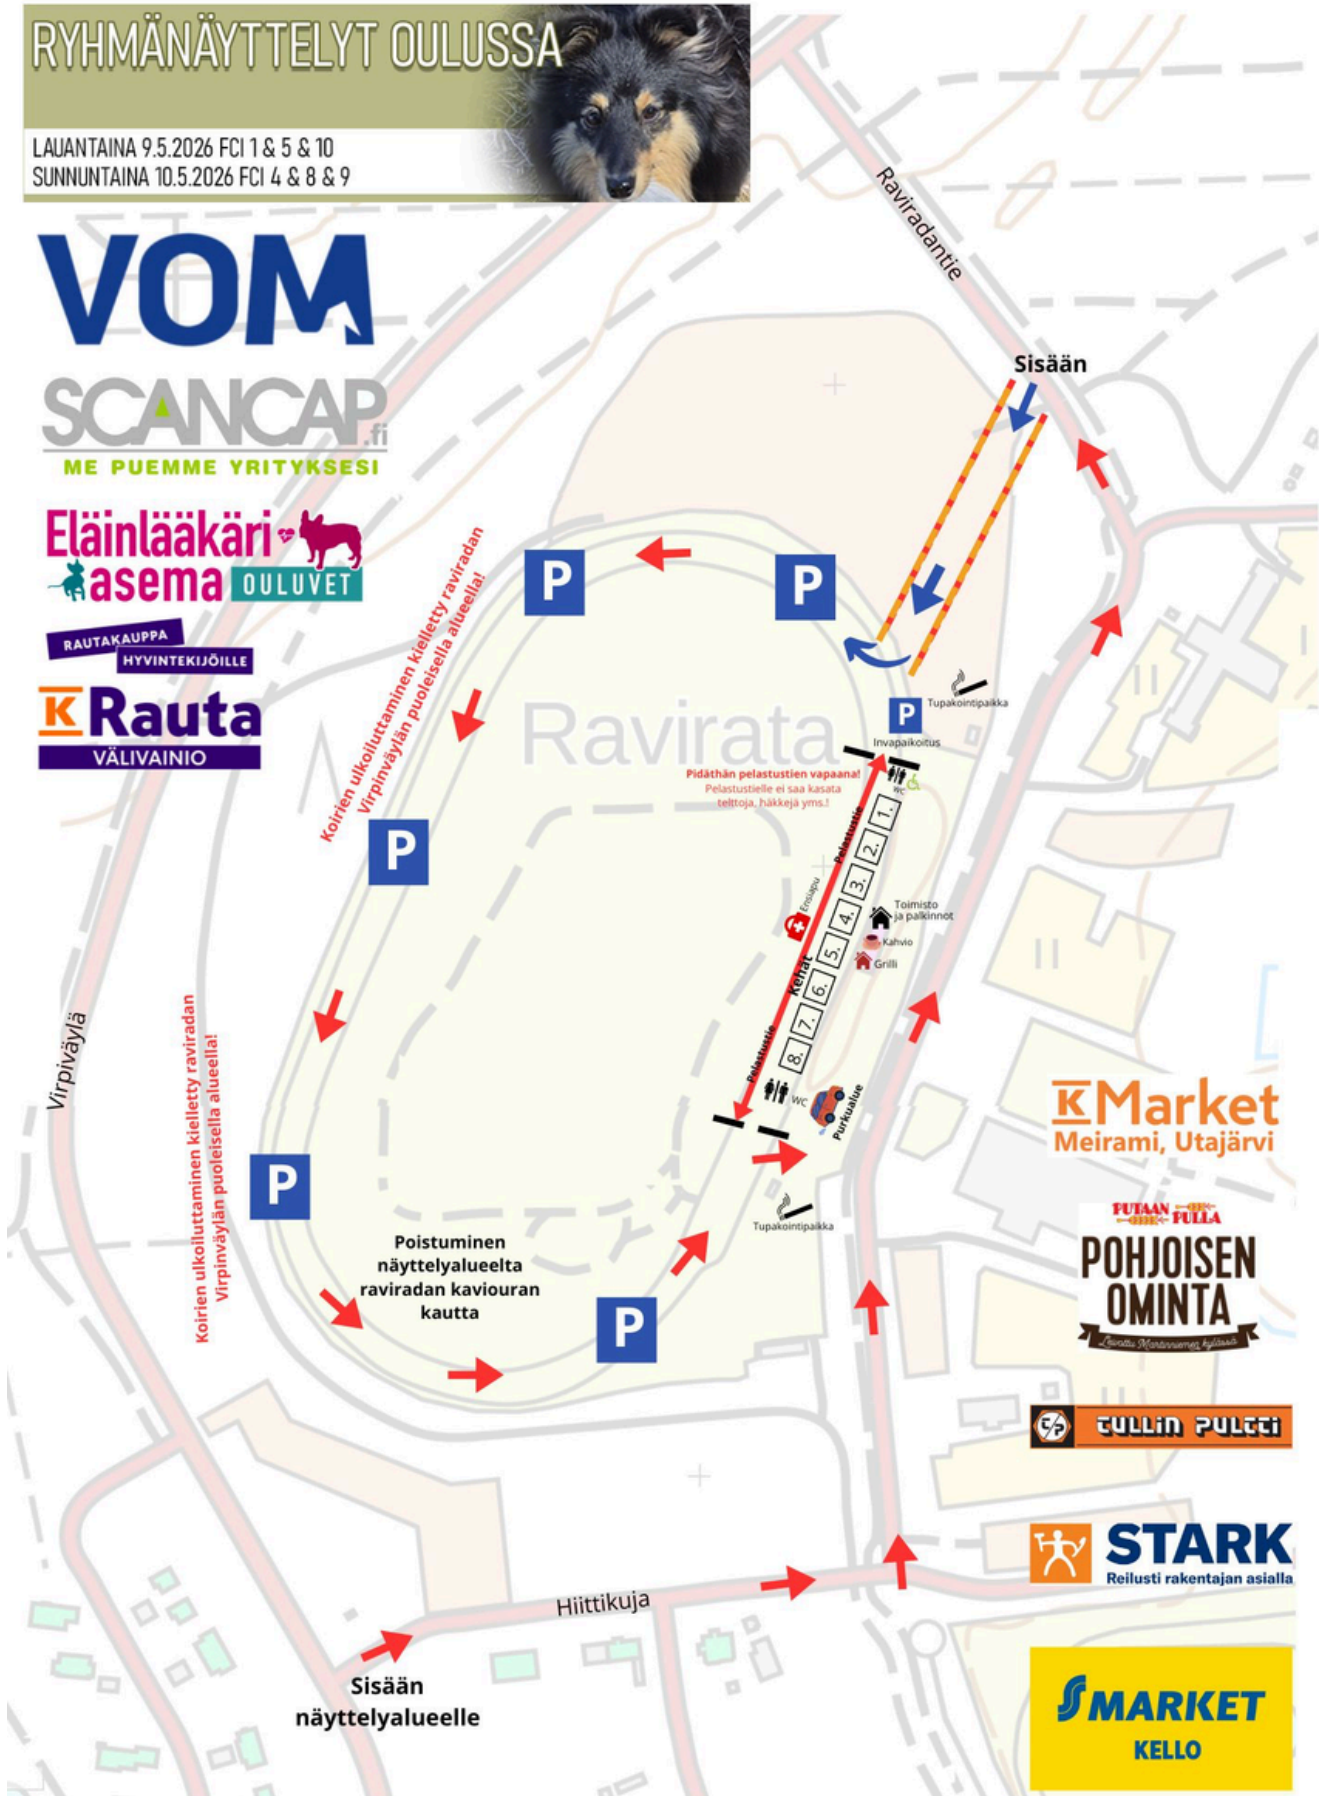 RYHMÄNÄYTTELYT OULUSSA
LAUANTAINA 9.5.2026 FCI 1 & 5 & 10
SUNNUNTAINA 10.5.2026 FCI 4 & 8 & 9
VOM
SCANCAP.fi
ME PUEMME YRITYKSESI
Eläinlääkäri
asema OULUVET
RAUTAKAUPPA
HYVINTEKIJÖILLE
K Rauta
VÄLIVAINIO
Raviradantie
Sisään
P
P
Koirien ulkoiluttaminen kielletty raviradan
Virpinväylän puoleisella alueella!
Tupakointipaikka
P
Invapaikoitus
Ravirata
Pidäthän pelastustien vapaana!
Pelastustielle ei saa kasata
telttoja, häkkejä yms.!
WC
Pelastustie
1.
2.
3.
4.
5.
6.
7.
8.
P
Ensiapu
Toimisto
ja palkinnot
Kahvio
Grilli
Kehät
Pelastustie
WC
Purkualue
Virpiväylä
Koirien ulkoiluttaminen kielletty raviradan
Virpinväylän puoleisella alueella!
P
Tupakointipaikka
Poistuminen
näyttelyalueelta
raviradan kaviouran
kautta
P
K Market
Meirami, Utajärvi
PUTAAN PULLA
POHJOISEN
OMINTA
Leivottu Martinniemen kylässä
T/P TULLIN PULTTI
STARK
Reilusti rakentajan asialla
Hiittikuja
Sisään
näyttelyalueelle
S MARKET
KELLO